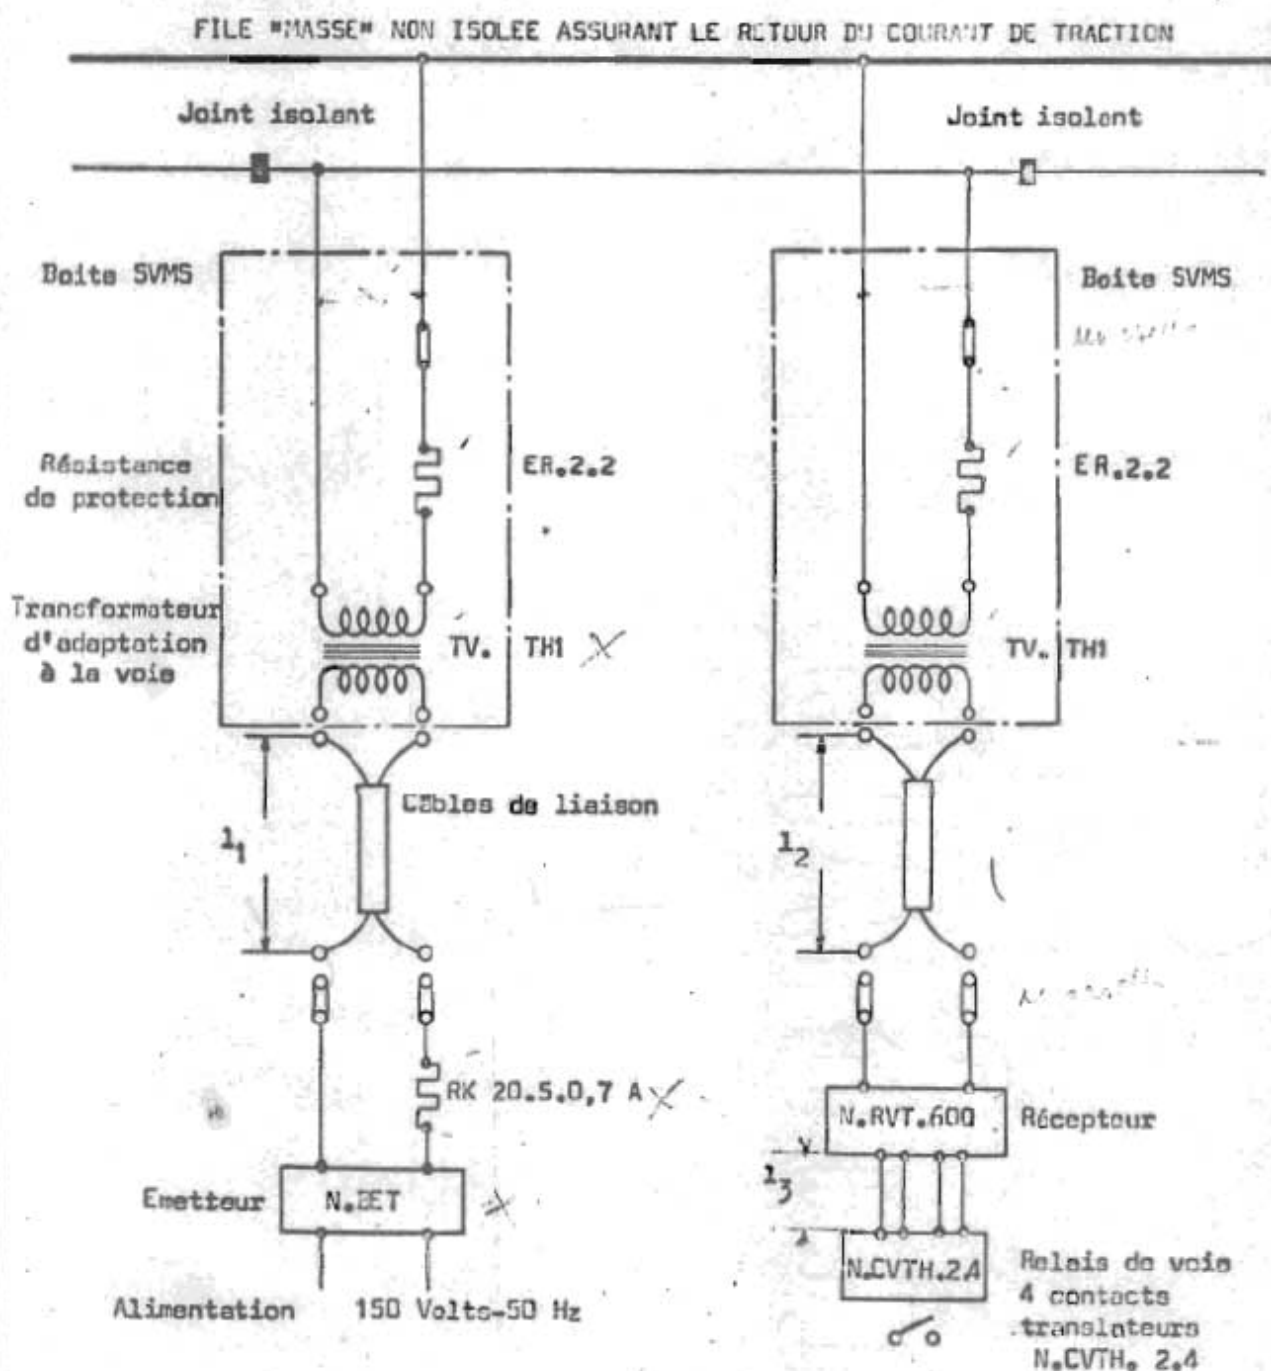 FILE "MASSE" NON ISOLEE ASSURANT LE RETOUR DU COURANT DE TRACTION
Joint isolant
Joint isolant
Boite SVMS
Boite SVMS
Résistance
de protection
ER.2.2
ER.2.2
Transformateur
d'adaptation
à la voie
TV. TH1
TV. TH1
Câbles de liaison
l1
l2
RK 20.5.0,7 A
N.RVT.600
Récepteur
l3
Emetteur
N.EET
N.CVTH.2A
Relais de voie
4 contacts
translateurs
N.CVTH. 2.4
Alimentation 150 Volts-50 Hz